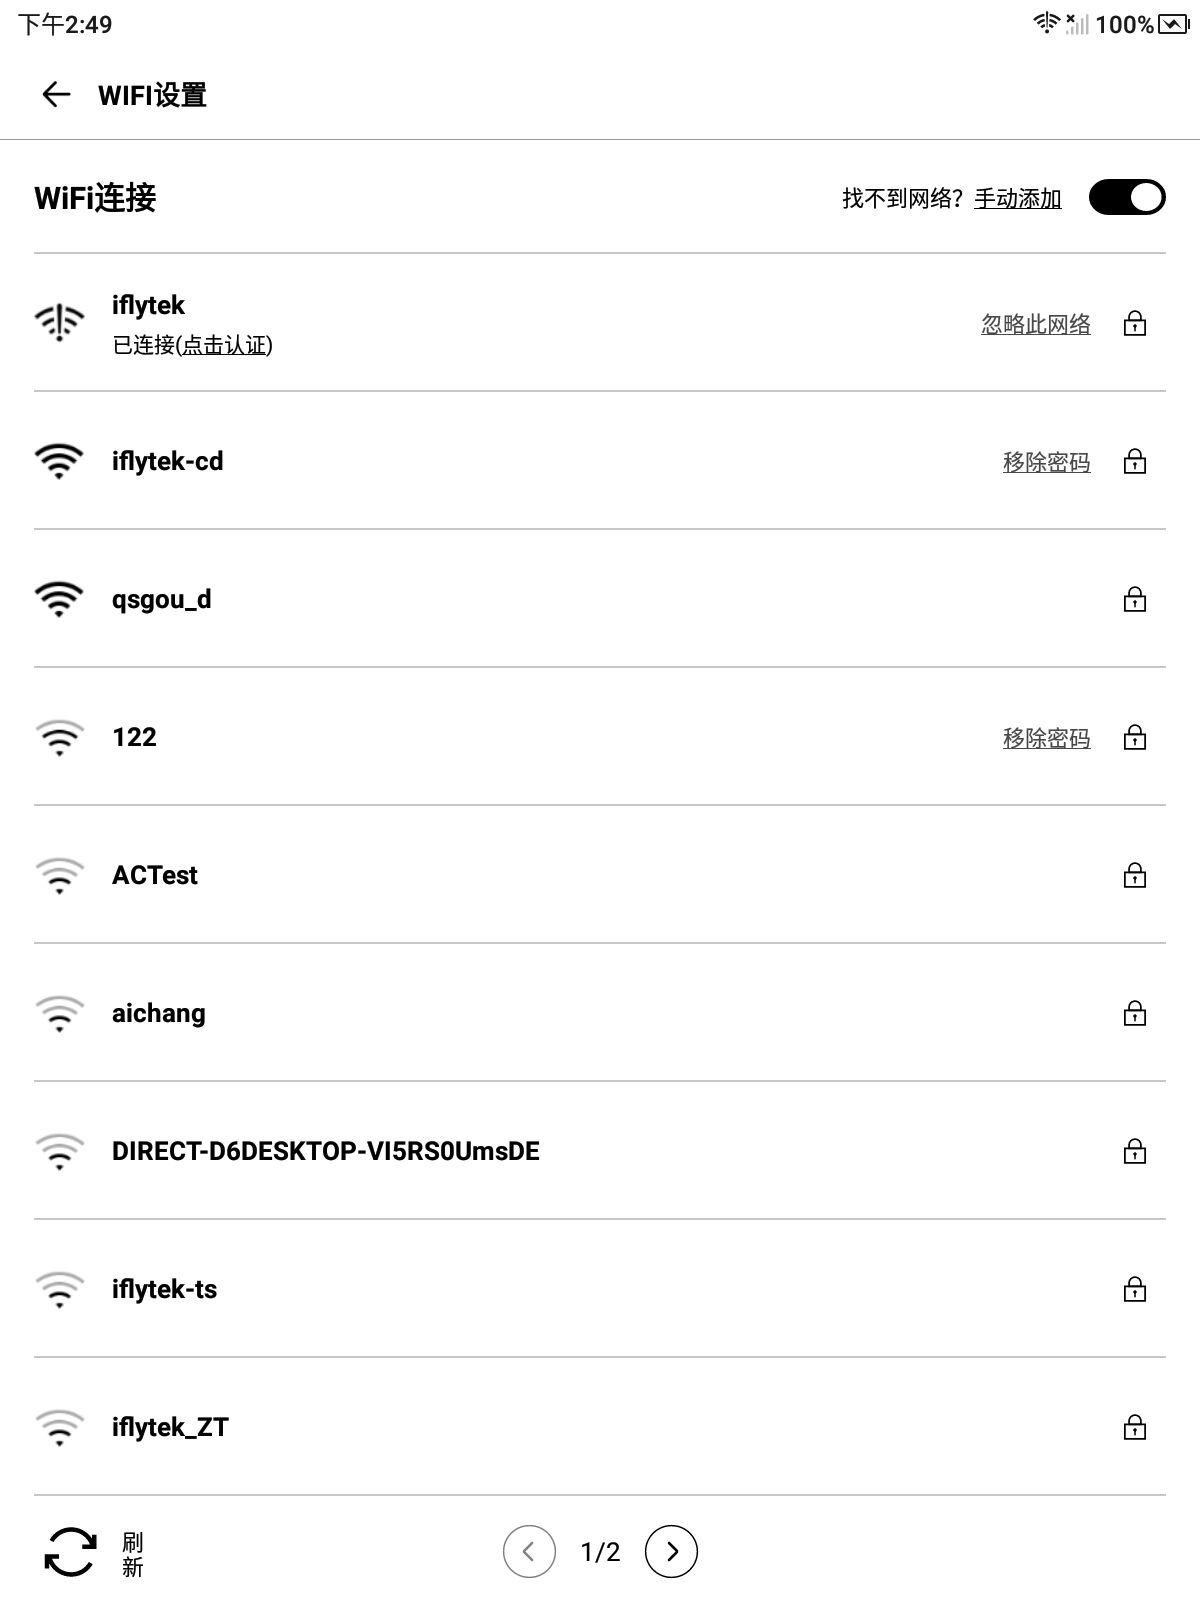 下午2:49 100%
WIFI设置
WiFi连接 找不到网络？手动添加
iflytek
已连接(点击认证) 忽略此网络
iflytek-cd 移除密码
qsgou_d
122 移除密码
ACTest
aichang
DIRECT-D6DESKTOP-VI5RS0UmsDE
iflytek-ts
iflytek_ZT
刷新 1/2